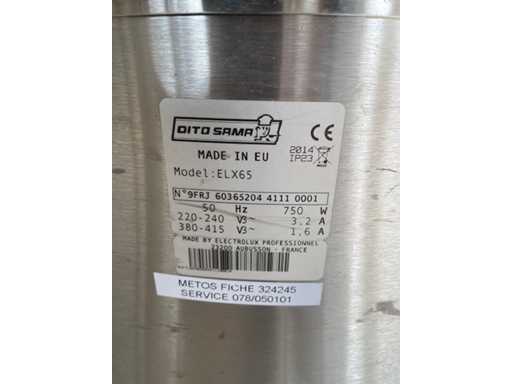 DITO SAMA
CE
MADE IN EU
2014
IP23
Model:ELX65
N°9FRJ 60365204 4111 0001
50 Hz 750 W
220-240 V3~ 3,2 A
380-415 V3~ 1,6 A
MADE BY ELECTROLUX PROFESSIONNEL
23200 AUBUSSON - FRANCE
METOS FICHE 324245
SERVICE 078/050101